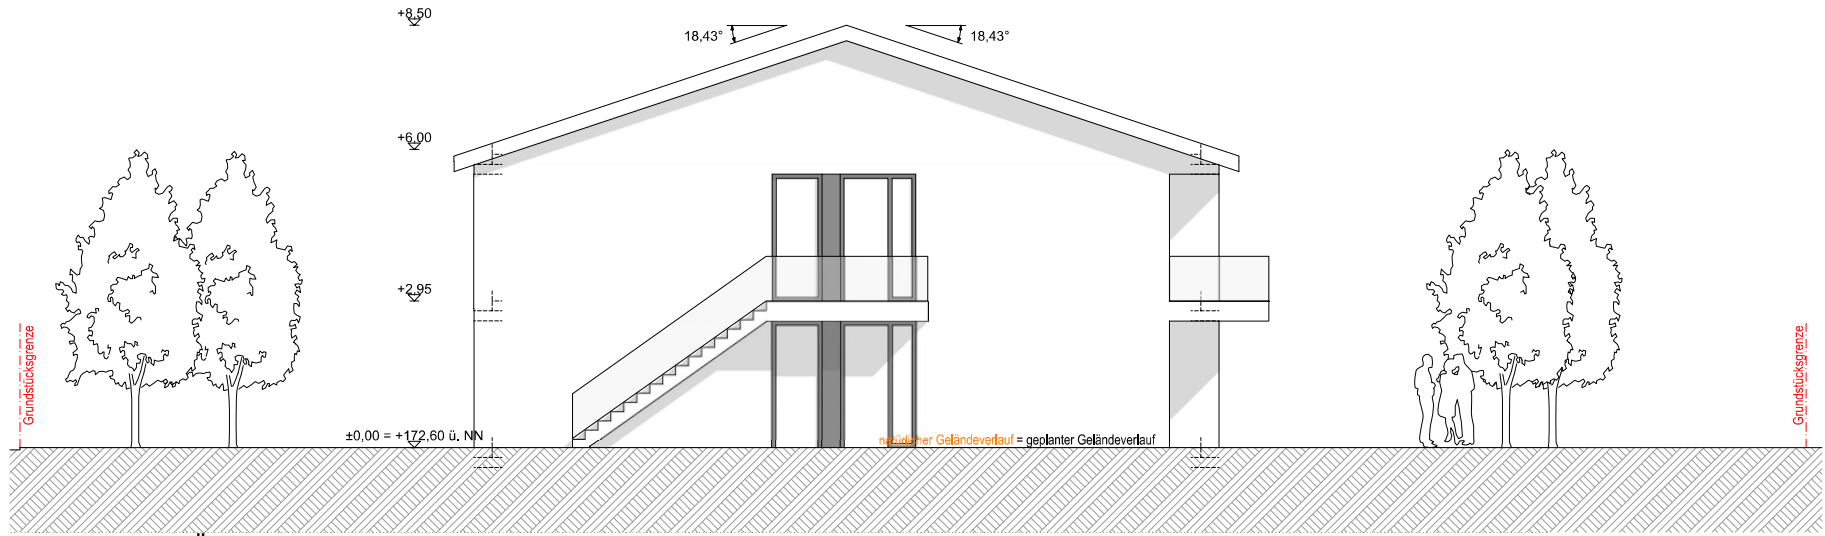 +8,50
18,43°
18,43°
+6,00
+2,95
Grundstücksgrenze
Grundstücksgrenze
±0,00 = +172,60 ü. NN
natürlicher Geländeverlauf = geplanter Geländeverlauf